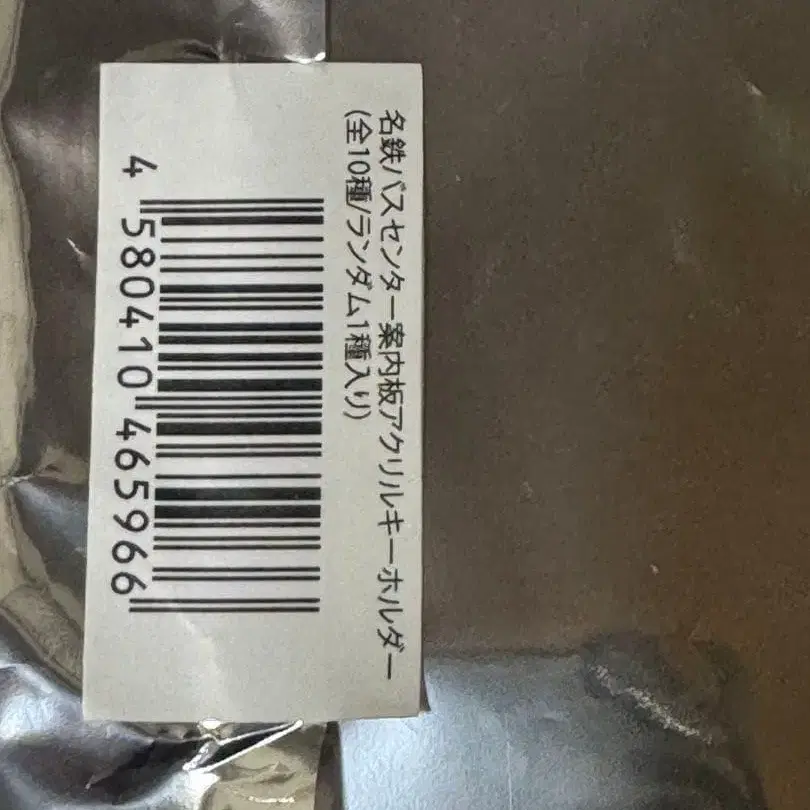 名鉄バスセンター案内板アクリルキーホルダー
(全10種/ランダム1種入り)
4 580410 465966